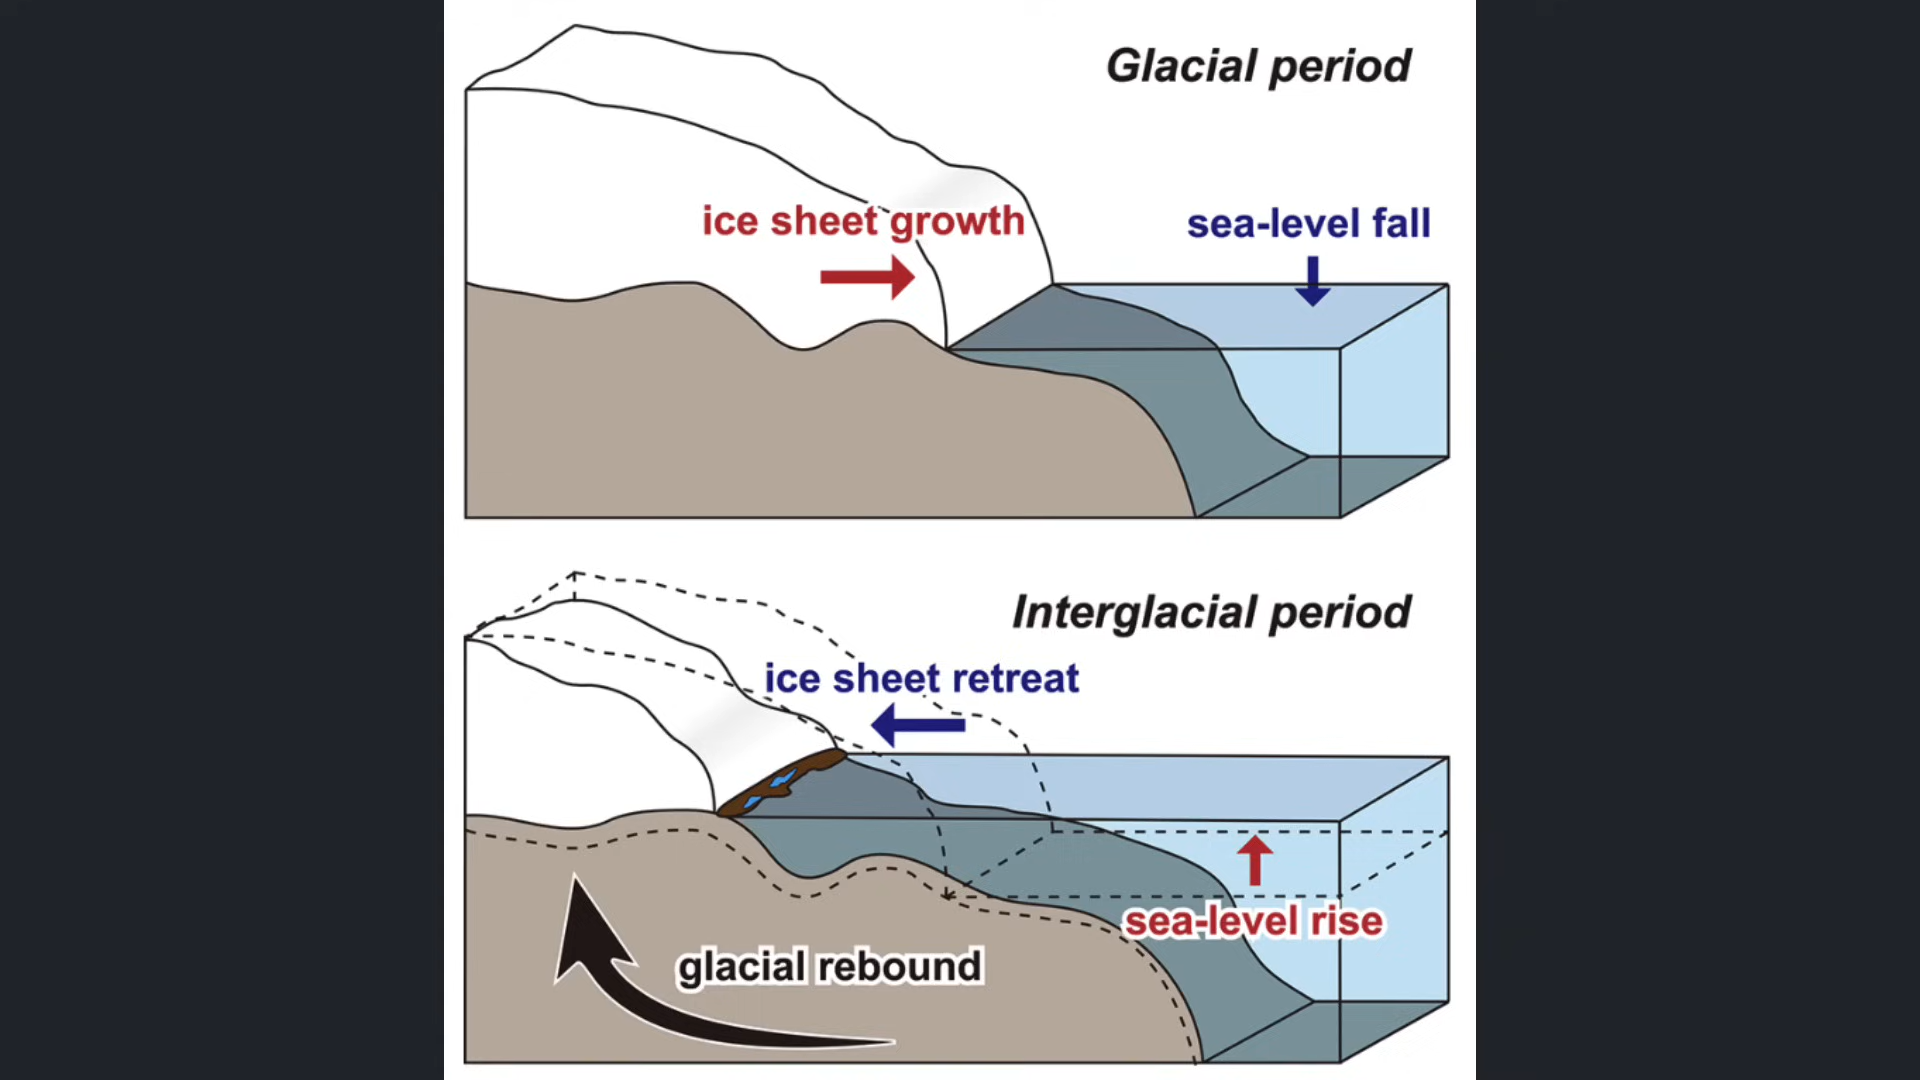 Glacial period
ice sheet growth
sea-level fall
Interglacial period
ice sheet retreat
sea-level rise
glacial rebound